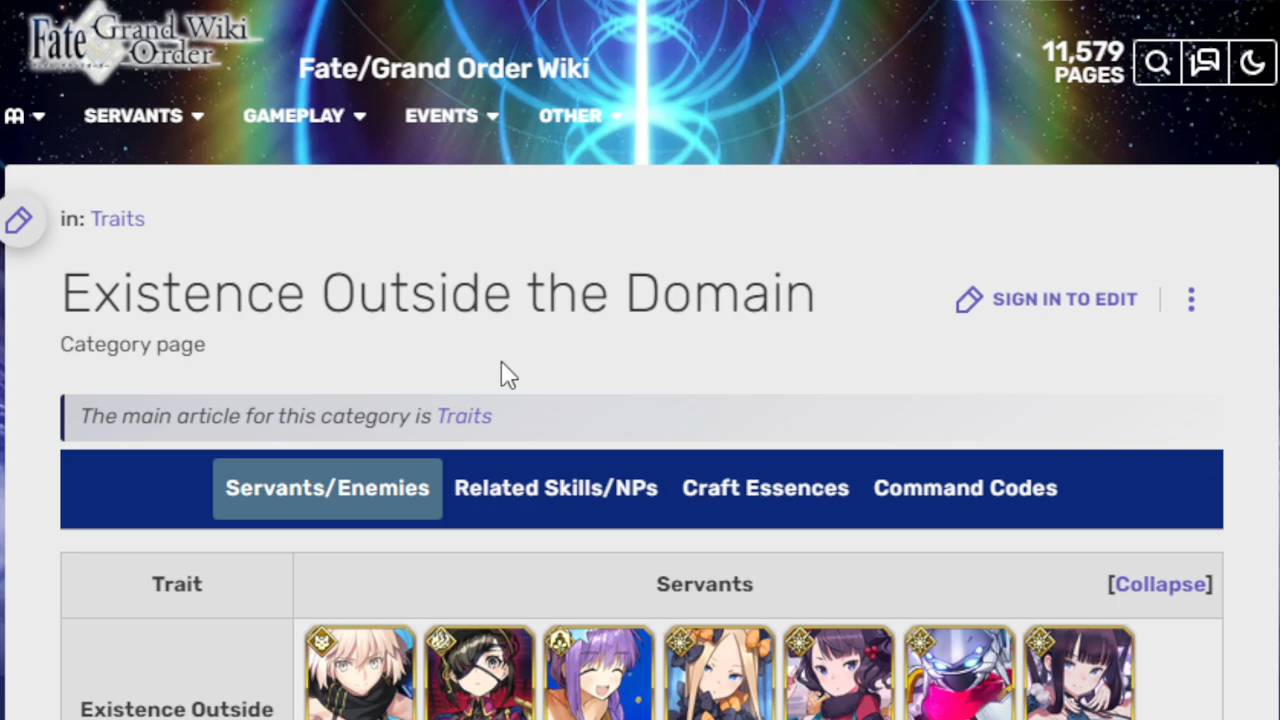 Fate Grand Wiki
Order
Fate/Grand Order Wiki
11,579
PAGES
SERVANTS
GAMEPLAY
EVENTS
OTHER
in: Traits
Existence Outside the Domain
SIGN IN TO EDIT
Category page
The main article for this category is Traits
Servants/Enemies
Related Skills/NPs
Craft Essences
Command Codes
Trait
Servants
[Collapse]
Existence Outside